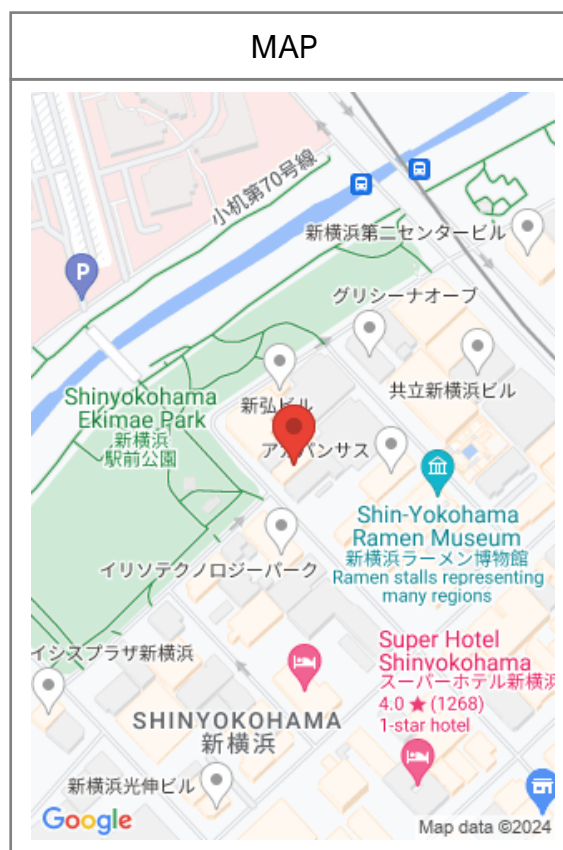 MAP
小机第70号線
新横浜第二センタービル
グリシーナオーブ
P
共立新横浜ビル
Shinyokohama
Ekimae Park
新横浜
駅前公園
新弘ビル
Shin-Yokohama
Ramen Museum
新横浜ラーメン博物館
Ramen stalls representing
many regions
イリソテクノロジーパーク
イシスプラザ新横浜
Super Hotel
Shinyokohama
スーパーホテル新横浜
4.0 ★ (1268)
1-star hotel
SHINYOKOHAMA
新横浜
新横浜光伸ビル
Google
Map data ©2024